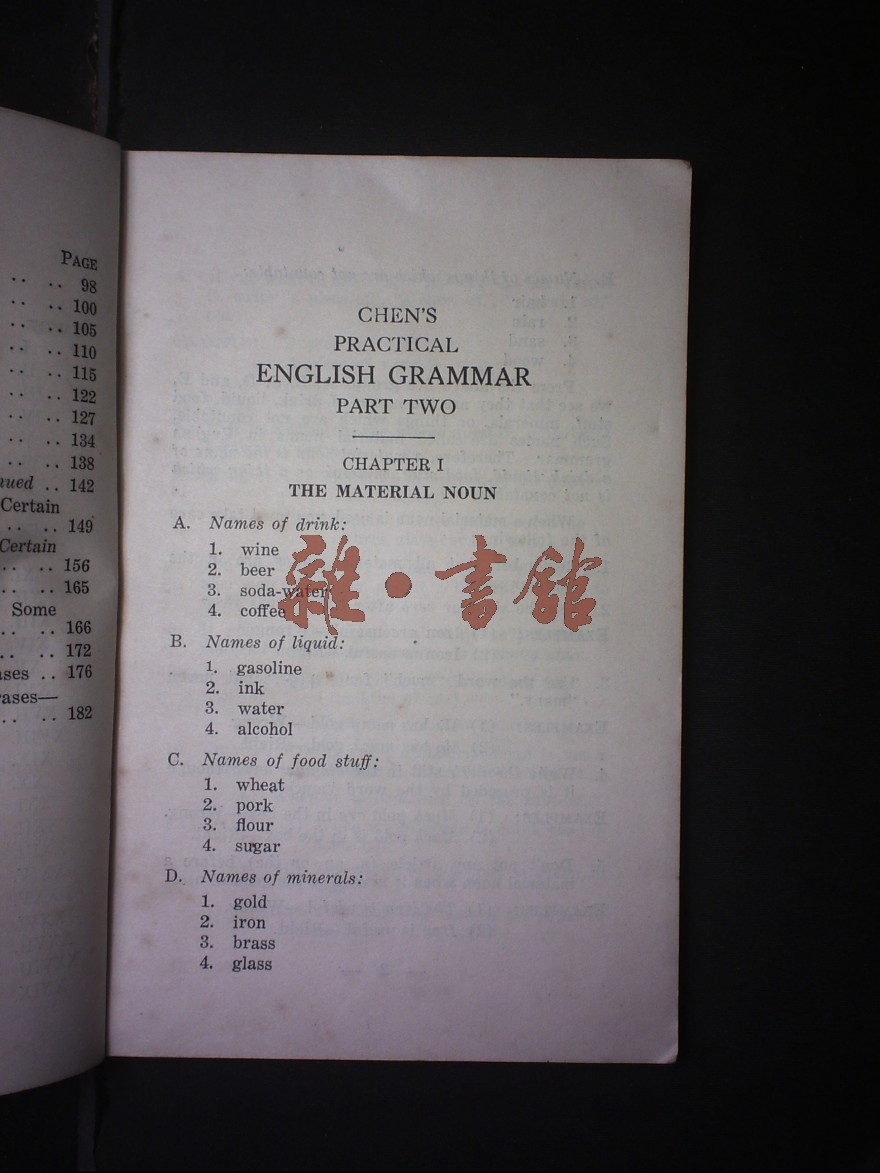 PAGE
.. .. 98
.. .. 100
.. .. 105
.. .. 110
.. .. 115
.. .. 122
.. .. 127
.. .. 134
.. .. 138
nued .. 142
Certain
.. .. 149
Certain
.. .. 156
.. .. 165
Some
.. .. 166
.. .. 172
ases .. 176
rases—
.. .. 182
CHEN'S
PRACTICAL
ENGLISH GRAMMAR
PART TWO
CHAPTER I
THE MATERIAL NOUN
A. Names of drink:
1. wine
2. beer
3. soda-water
4. coffee
雜·書館
B. Names of liquid:
1. gasoline
2. ink
3. water
4. alcohol
C. Names of food stuff:
1. wheat
2. pork
3. flour
4. sugar
D. Names of minerals:
1. gold
2. iron
3. brass
4. glass